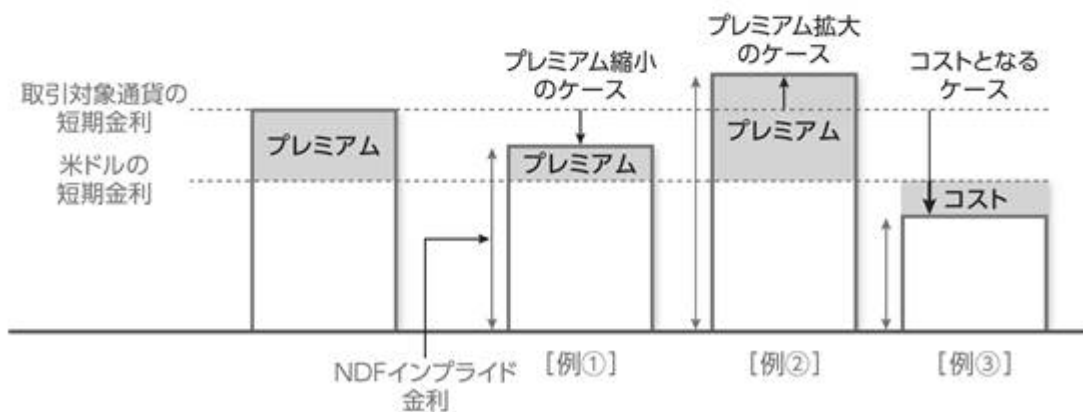 プレミアム縮小
のケース
プレミアム拡大
のケース
コストとなる
ケース
取引対象通貨の
短期金利
米ドルの
短期金利
プレミアム
プレミアム
プレミアム
コスト
NDFインプライド
金利
[例①]
[例②]
[例③]